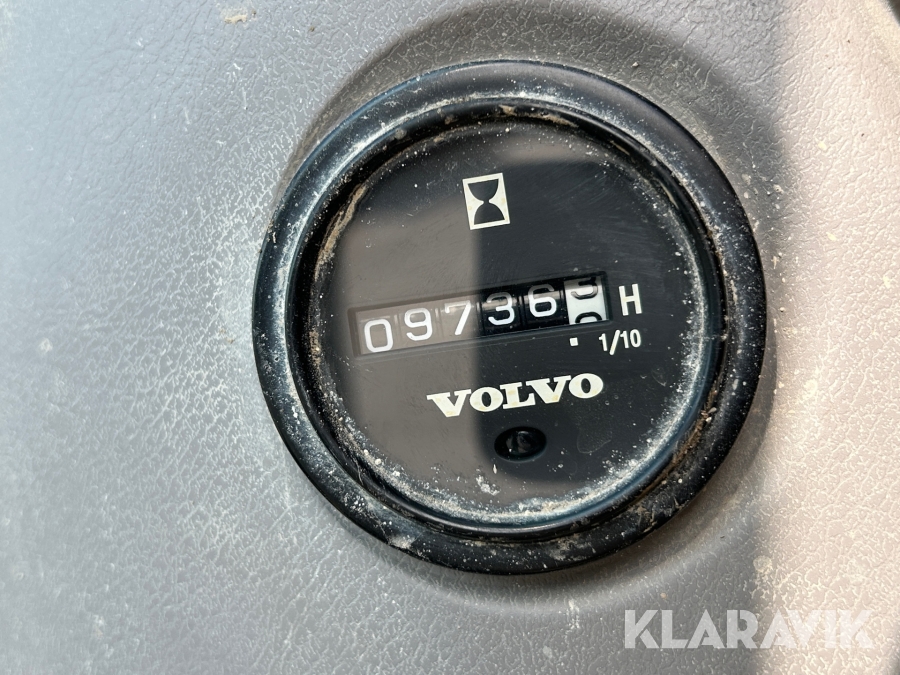 09736 H
1/10
VOLVO
KLARAVIK